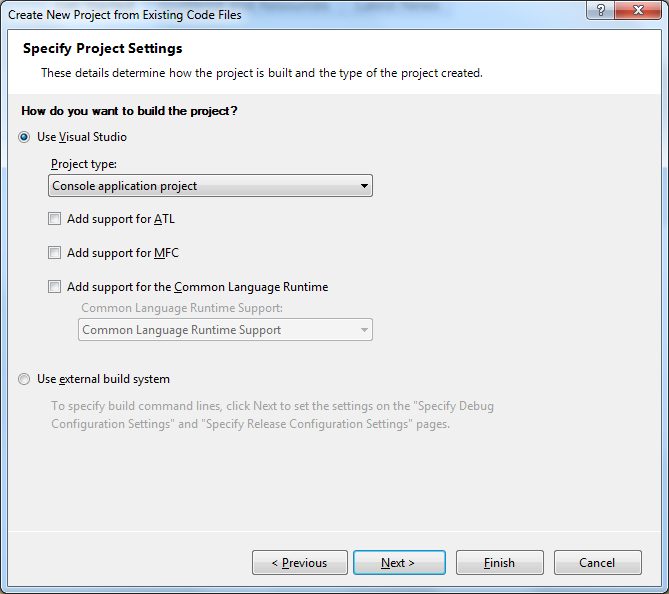 Create New Project from Existing Code Files
?
Specify Project Settings
These details determine how the project is built and the type of the project created.
How do you want to build the project?
Use Visual Studio
Project type:
Console application project
Add support for ATL
Add support for MFC
Add support for the Common Language Runtime
Common Language Runtime Support:
Common Language Runtime Support
Use external build system
To specify build command lines, click Next to set the settings on the "Specify Debug
Configuration Settings" and "Specify Release Configuration Settings" pages.
< Previous
Next >
Finish
Cancel